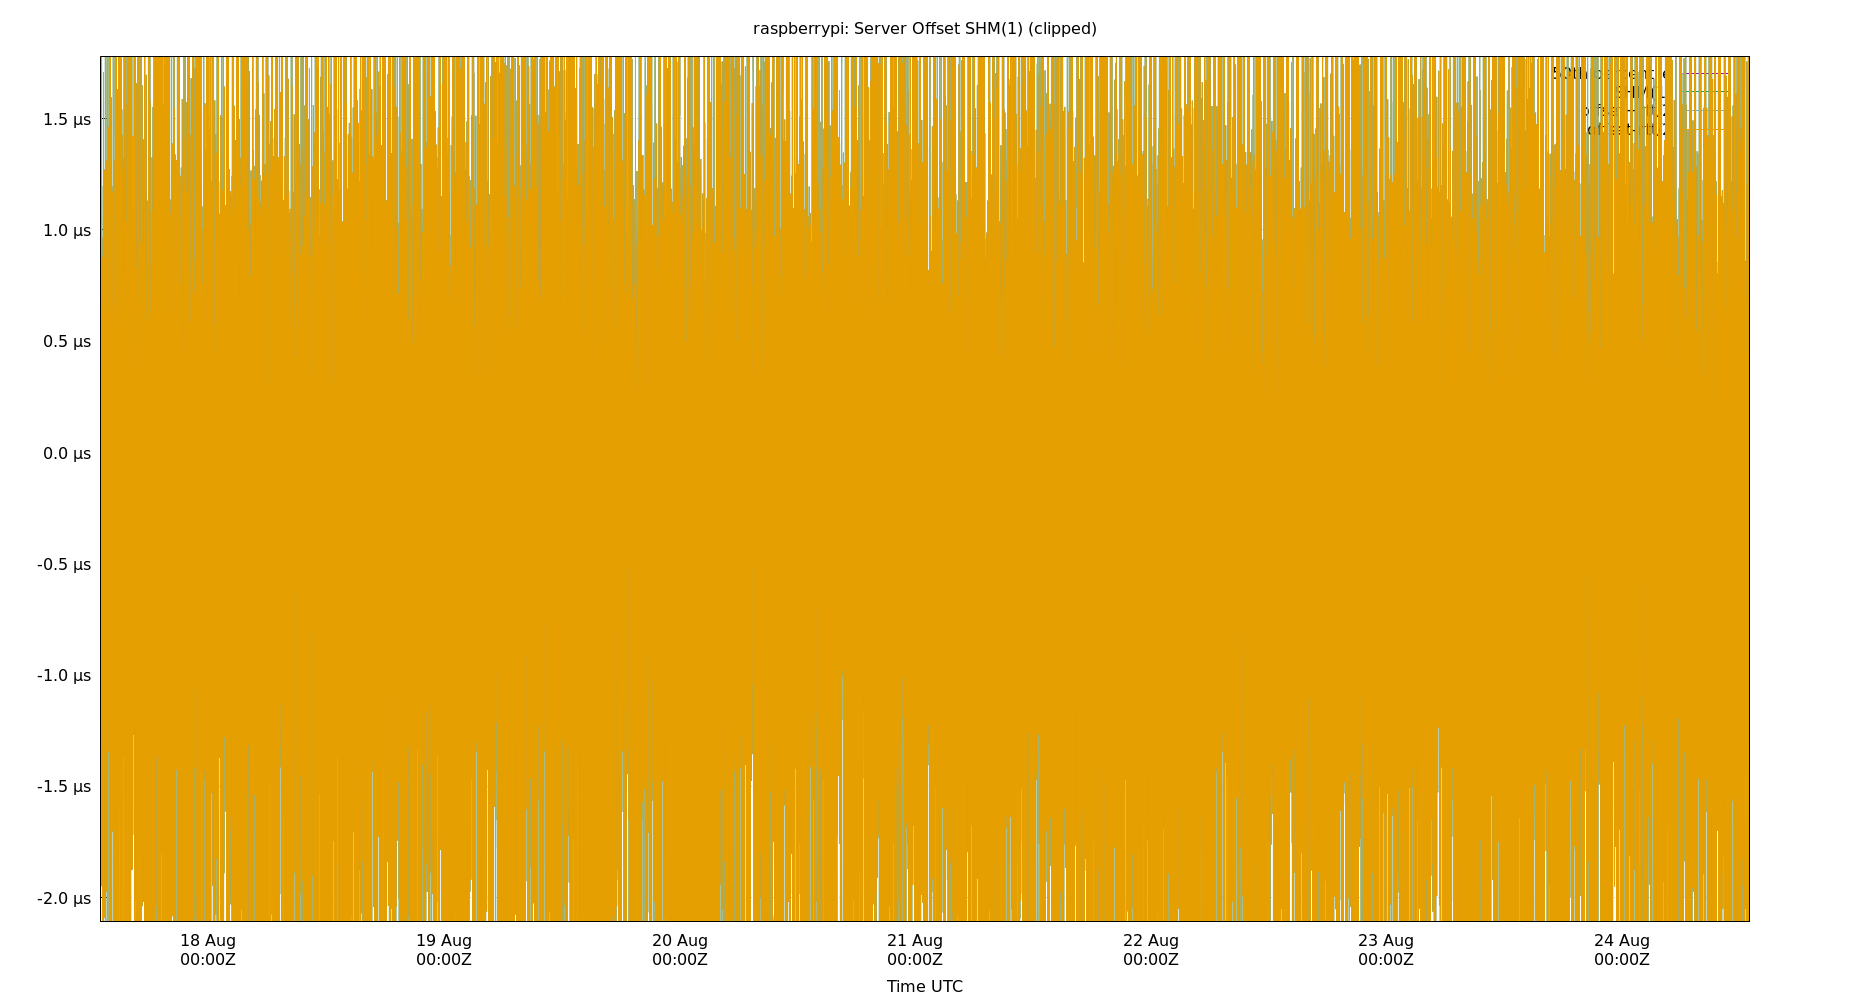 raspberrypi: Server Offset SHM(1) (clipped)
1.5 µs
1.0 µs
0.5 µs
0.0 µs
-0.5 µs
-1.0 µs
-1.5 µs
-2.0 µs
18 Aug 19 Aug 20 Aug 21 Aug 22 Aug 23 Aug 24 Aug
00:00Z 00:00Z 00:00Z 00:00Z 00:00Z 00:00Z 00:00Z
Time UTC